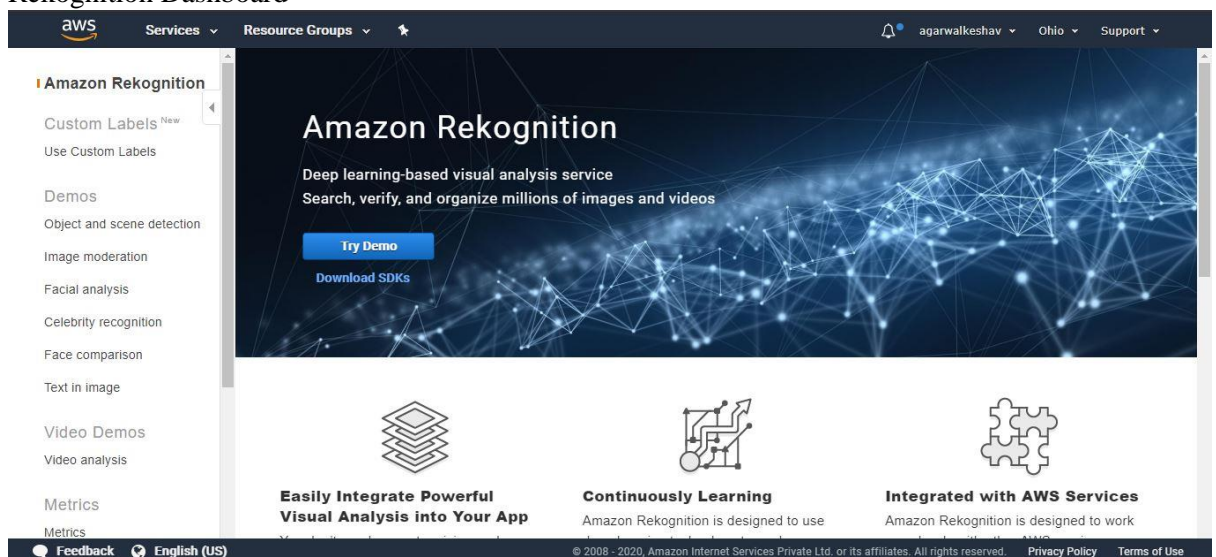 Rekognition Dashboard
aws Services Resource Groups agarwalkeshav Ohio Support
Amazon Rekognition
Custom Labels New
Use Custom Labels
Demos
Object and scene detection
Image moderation
Facial analysis
Celebrity recognition
Face comparison
Text in image
Video Demos
Video analysis
Metrics
Metrics
Amazon Rekognition
Deep learning-based visual analysis service
Search, verify, and organize millions of images and videos
Try Demo
Download SDKs
Easily Integrate Powerful
Visual Analysis into Your App
Continuously Learning
Amazon Rekognition is designed to use
Integrated with AWS Services
Amazon Rekognition is designed to work
Feedback English (US) © 2008 - 2020, Amazon Internet Services Private Ltd. or its affiliates. All rights reserved. Privacy Policy Terms of Use